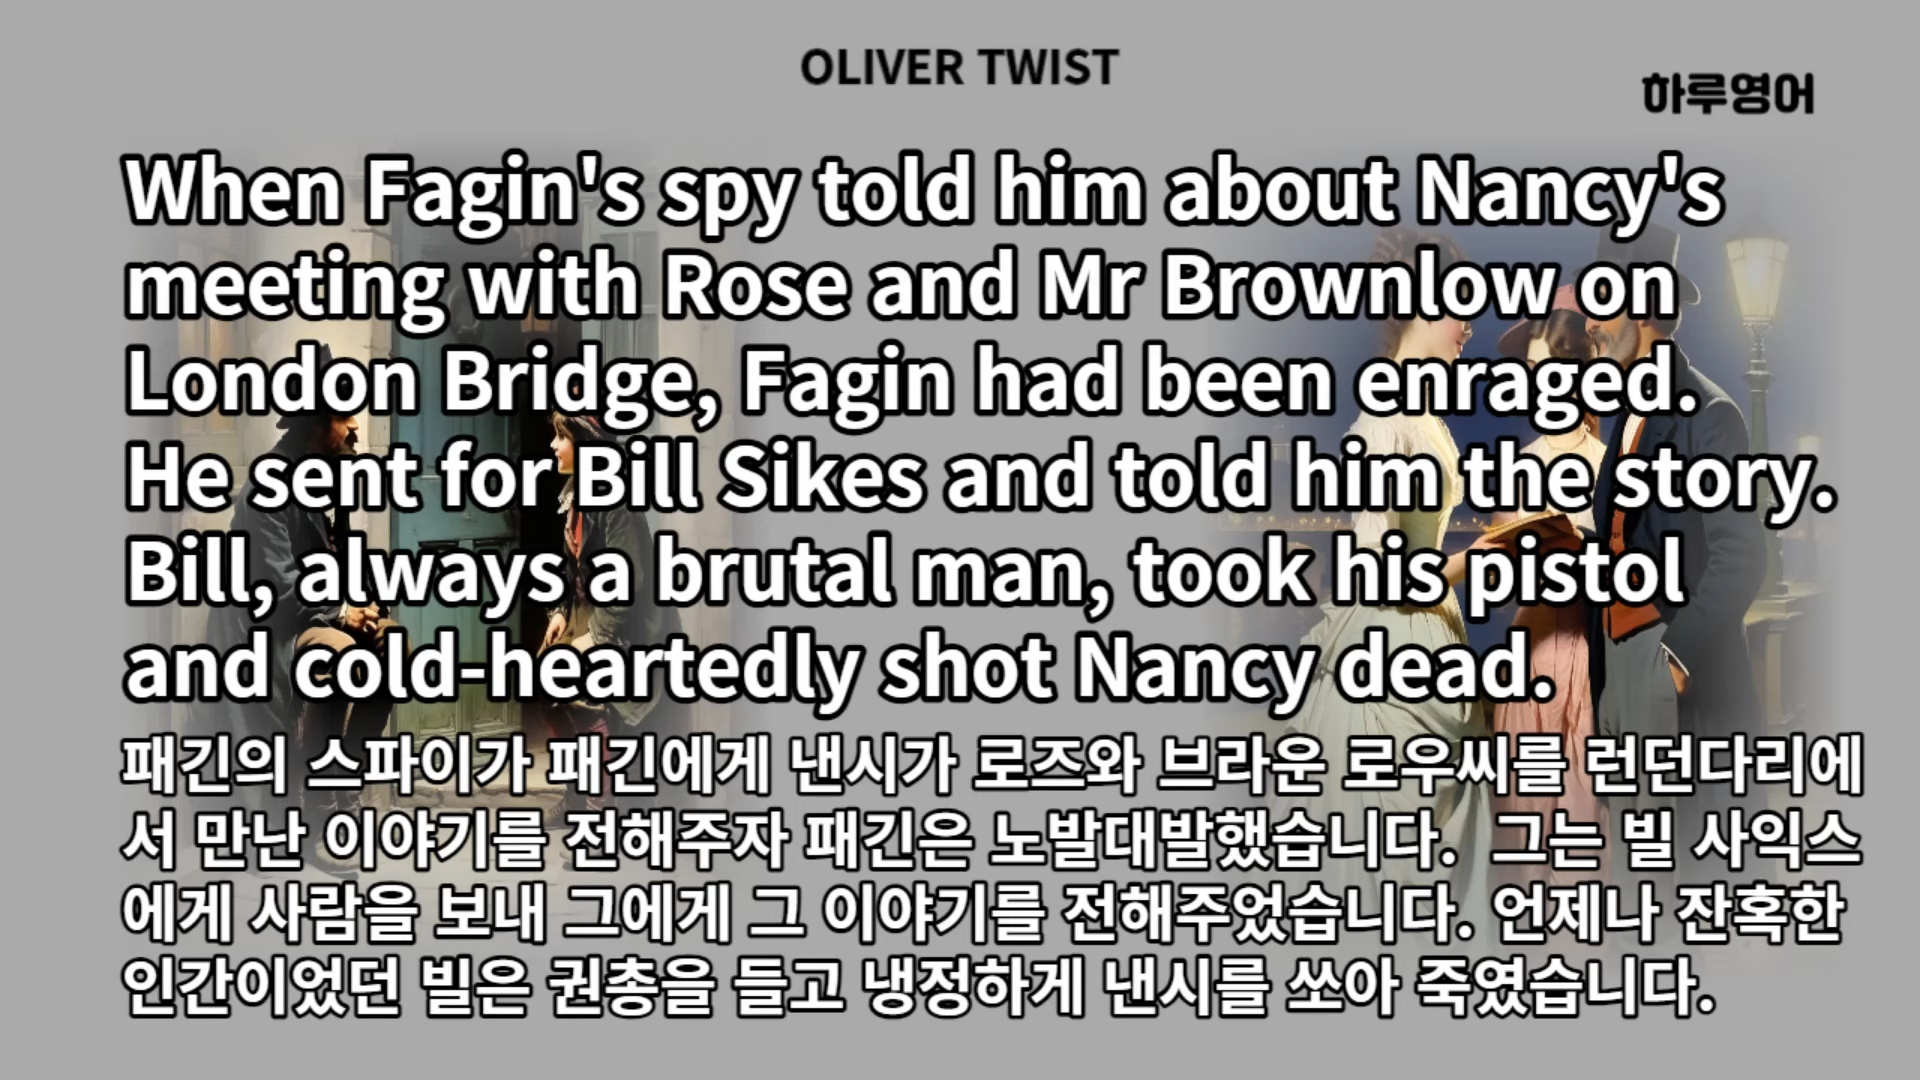 OLIVER TWIST
하루영어
When Fagin's spy told him about Nancy's
meeting with Rose and Mr Brownlow on
London Bridge, Fagin had been enraged.
He sent for Bill Sikes and told him the story.
Bill, always a brutal man, took his pistol
and cold-heartedly shot Nancy dead.
패긴의 스파이가 패긴에게 낸시가 로즈와 브라운 로우씨를 런던다리에
서 만난 이야기를 전해주자 패긴은 노발대발했습니다. 그는 빌 사익스
에게 사람을 보내 그에게 그 이야기를 전해주었습니다. 언제나 잔혹한
인간이었던 빌은 권총을 들고 냉정하게 낸시를 쏘아 죽였습니다.